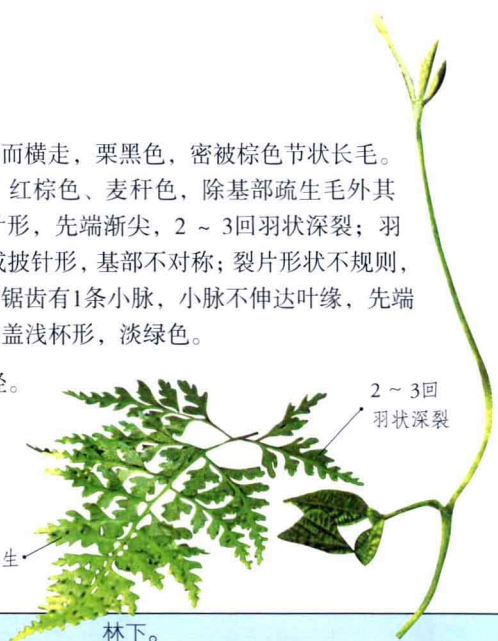 而横走，栗黑色，密被棕色节状长毛。
红棕色、麦秆色，除基部疏生毛外其
形，先端渐尖，2 ~ 3回羽状深裂；羽
披针形，基部不对称；裂片形状不规则，
锯齿有1条小脉，小脉不伸达叶缘，先端
盖浅杯形，淡绿色。
。
2 ~ 3回
羽状深裂
生
林下。